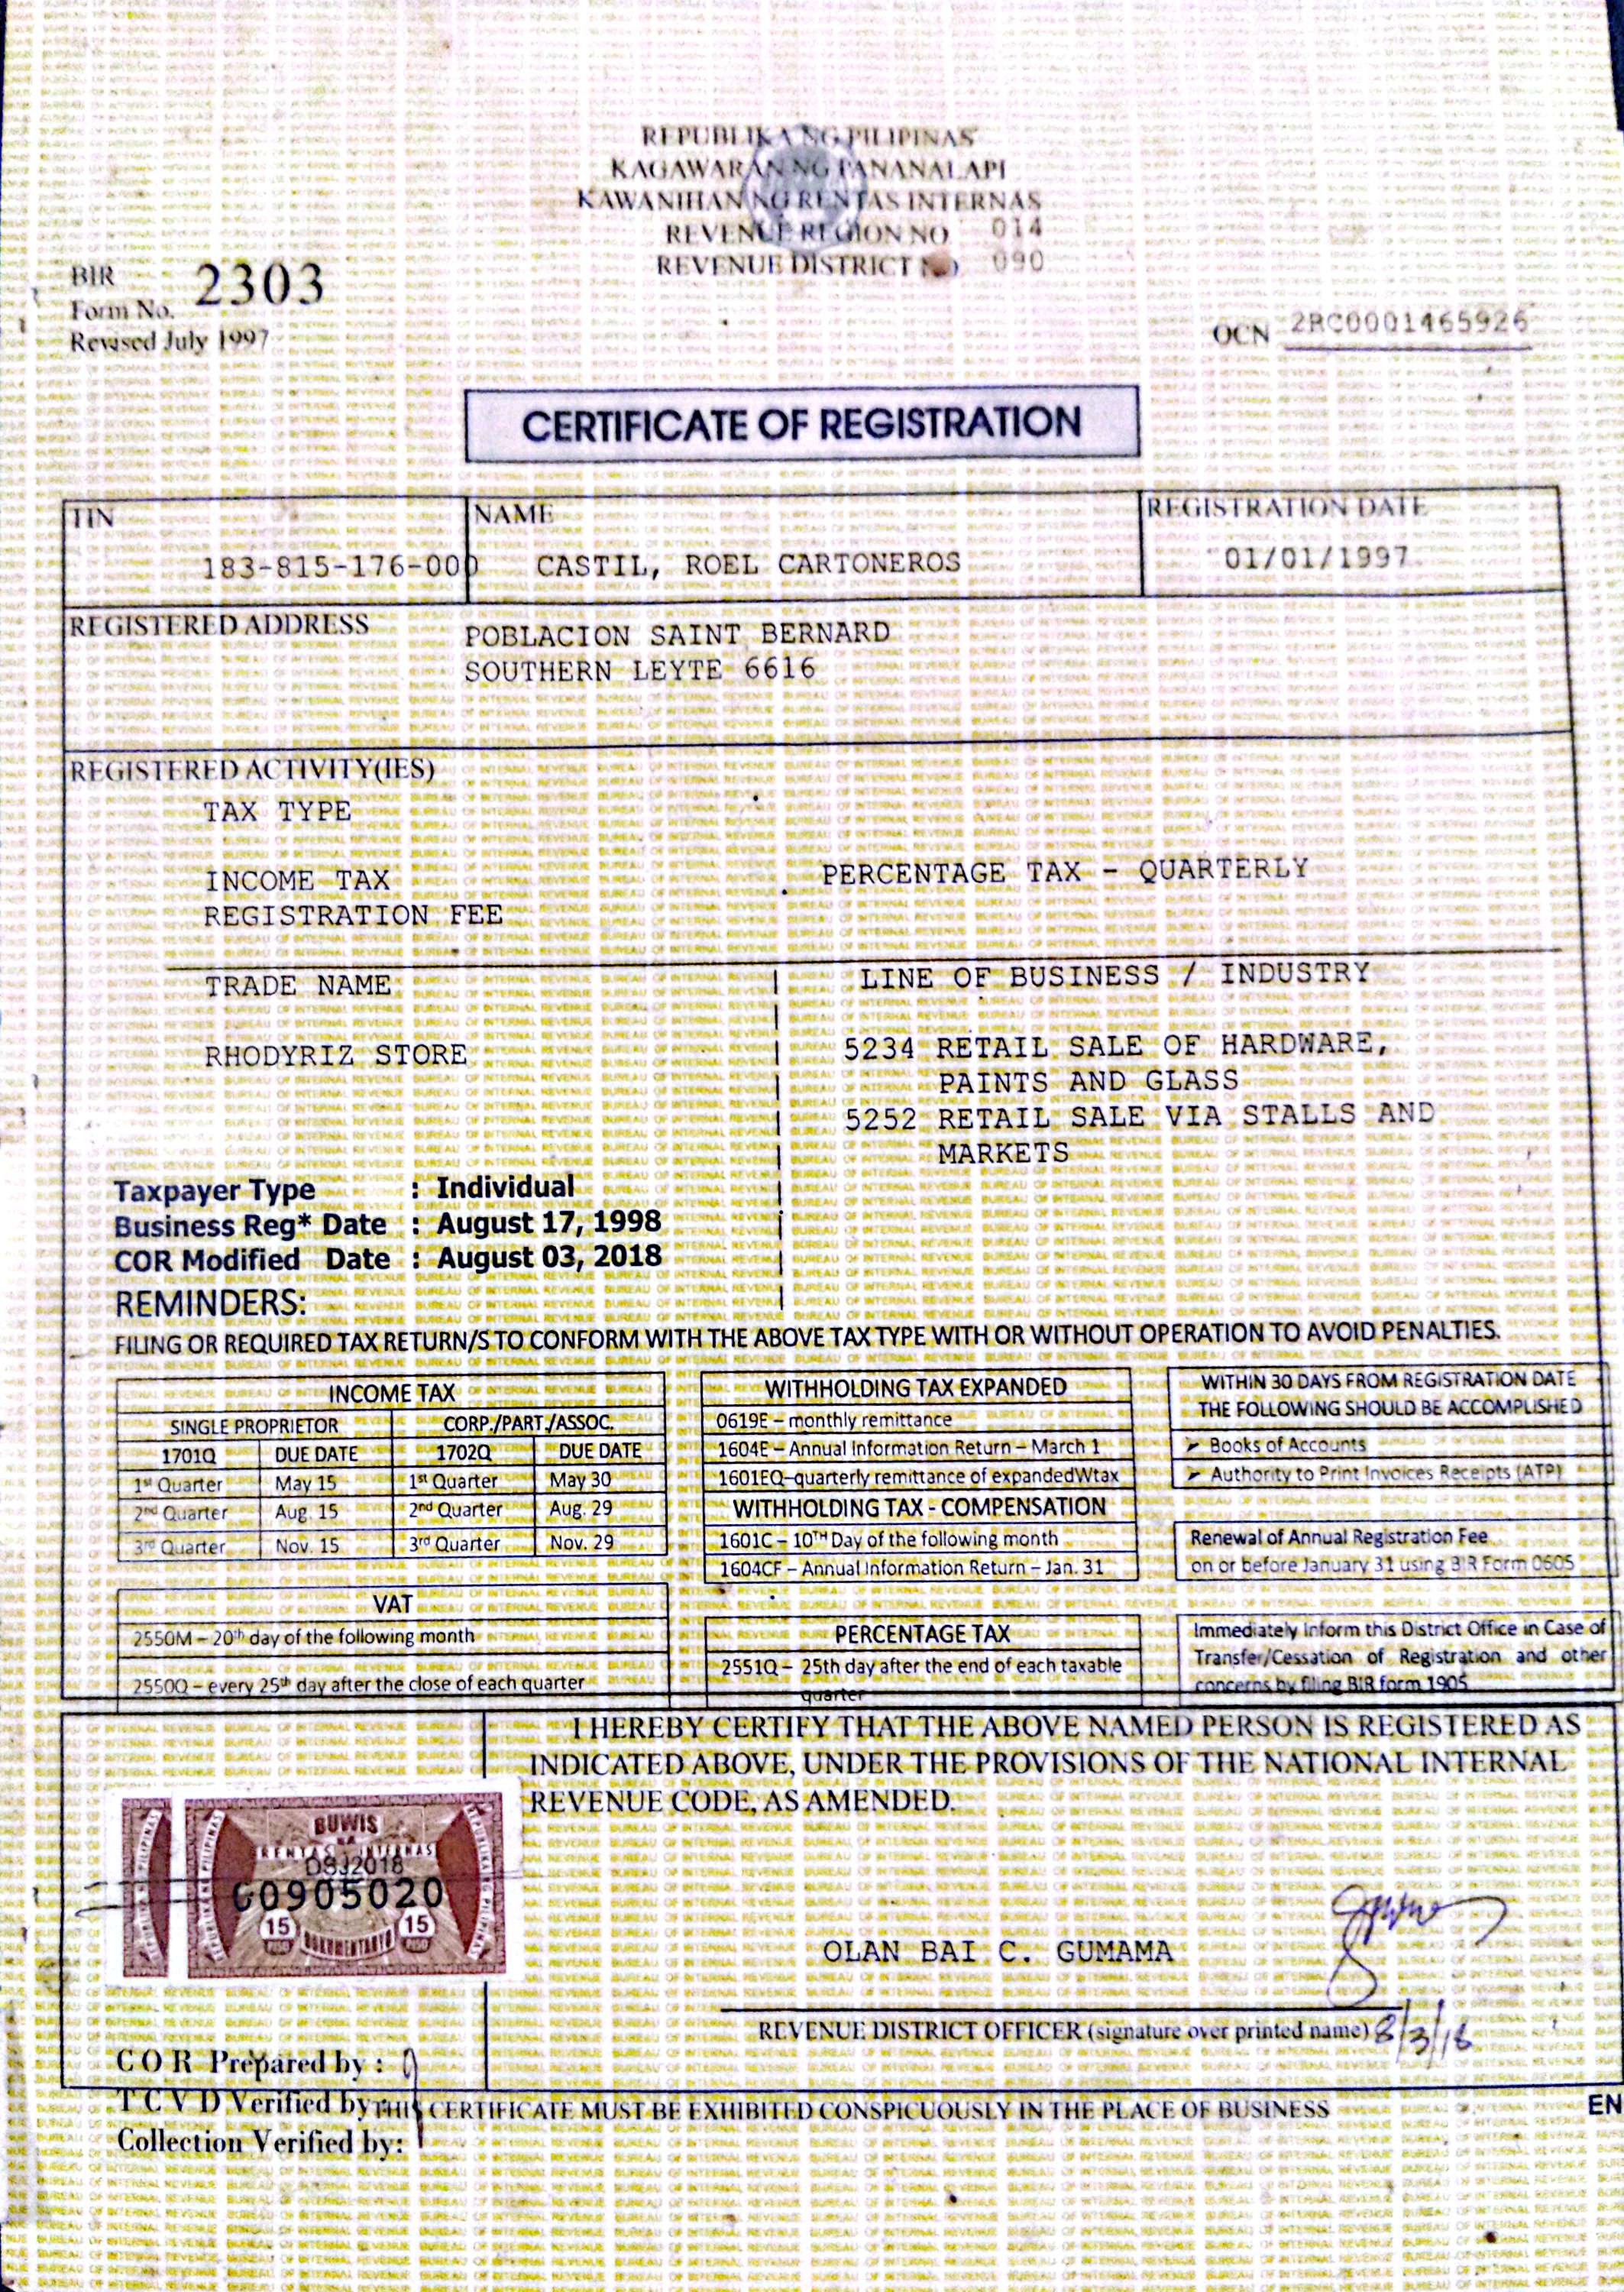 REPUBLIKA NG PILIPINAS
KAGAWARAN NG PANANALAPI
KAWANIHAN NG RENTAS INTERNAS
REVENUE REGION NO 014
REVENUE DISTRICT NO 090
BIR
Form No. 2303
Revised July 1997
OCN 2RC0001465926
CERTIFICATE OF REGISTRATION
TIN NAME REGISTRATION DATE
183-815-176-000 CASTIL, ROEL CARTONEROS 01/01/1997
REGISTERED ADDRESS POBLACION SAINT BERNARD
SOUTHERN LEYTE 6616
REGISTERED ACTIVITY(IES)
TAX TYPE
INCOME TAX PERCENTAGE TAX - QUARTERLY
REGISTRATION FEE
TRADE NAME LINE OF BUSINESS / INDUSTRY
RHODYRIZ STORE 5234 RETAIL SALE OF HARDWARE,
PAINTS AND GLASS
5252 RETAIL SALE VIA STALLS AND
MARKETS
Taxpayer Type : Individual
Business Reg* Date : August 17, 1998
COR Modified Date : August 03, 2018
REMINDERS:
FILING OR REQUIRED TAX RETURN/S TO CONFORM WITH THE ABOVE TAX TYPE WITH OR WITHOUT OPERATION TO AVOID PENALTIES.
INCOME TAX
SINGLE PROPRIETOR CORP./PART./ASSOC.
1701Q DUE DATE 1702Q DUE DATE
1st Quarter May 15 1st Quarter May 30
2nd Quarter Aug. 15 2nd Quarter Aug. 29
3rd Quarter Nov. 15 3rd Quarter Nov. 29
VAT
2550M – 20th day of the following month
2550Q – every 25th day after the close of each quarter
WITHHOLDING TAX EXPANDED
0619E – monthly remittance
1604E – Annual Information Return – March 1
1601EQ–quarterly remittance of expandedWtax
WITHHOLDING TAX - COMPENSATION
1601C – 10TH Day of the following month
1604CF – Annual Information Return – Jan. 31
PERCENTAGE TAX
2551Q – 25th day after the end of each taxable
quarter
WITHIN 30 DAYS FROM REGISTRATION DATE
THE FOLLOWING SHOULD BE ACCOMPLISHED
➢ Books of Accounts
➢ Authority to Print Invoices Receipts (ATP)
Renewal of Annual Registration Fee
on or before January 31 using BIR Form 0605
Immediately Inform this District Office in Case of
Transfer/Cessation of Registration and other
concerns by filing BIR form 1905
I HEREBY CERTIFY THAT THE ABOVE NAMED PERSON IS REGISTERED AS
INDICATED ABOVE, UNDER THE PROVISIONS OF THE NATIONAL INTERNAL
REVENUE CODE, AS AMENDED.
BUWIS
NA
RENTAS INTERNAS
DSJ2018
G0905020
15 15
DOKUMENTARYO
REPUBLIKA NG PILIPINAS
OLAN BAI C. GUMAMA
REVENUE DISTRICT OFFICER (signature over printed name) 8/3/18
C O R Prepared by :
T C V D Verified by
THIS CERTIFICATE MUST BE EXHIBITED CONSPICUOUSLY IN THE PLACE OF BUSINESS EN
Collection Verified by: